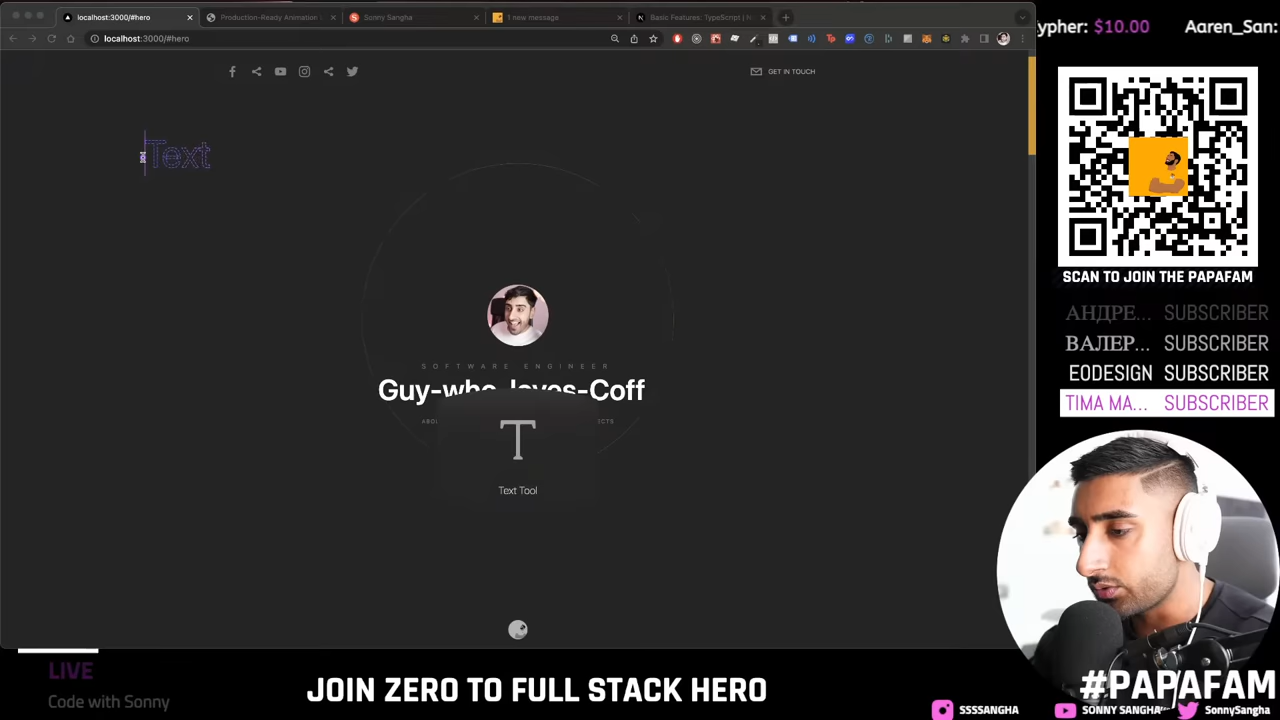 localhost:3000/#hero
Production-Ready Animation
Sonny Sangha
1 new message
Basic Features: TypeScript | N
localhost:3000/#hero
GET IN TOUCH
Text
SOFTWARE ENGINEER
Guy-who-loves-Coff
ABOU
CTS
T
Text Tool
ypher: $10.00
Aaren_San:
SCAN TO JOIN THE PAPAFAM
АНДРЕ... SUBSCRIBER
ВАЛЕР... SUBSCRIBER
EODESIGN SUBSCRIBER
TIMA MA... SUBSCRIBER
LIVE
Code with Sonny
JOIN ZERO TO FULL STACK HERO
#PAPAFAM
SSSSANGHA
SONNY SANGHA
SonnySangha